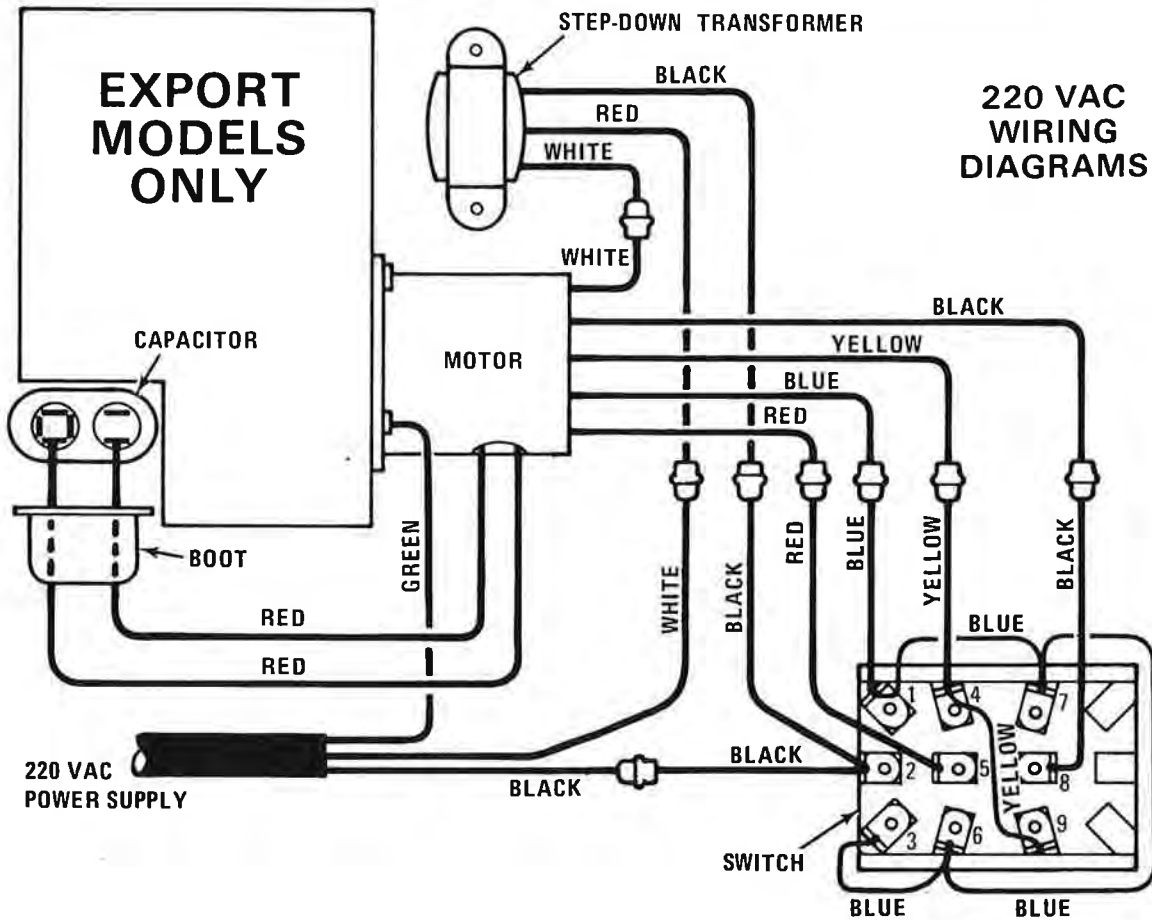 STEP-DOWN TRANSFORMER
EXPORT
MODELS
ONLY
220 VAC
WIRING
DIAGRAMS
BLACK
RED
WHITE
WHITE
BLACK
CAPACITOR
MOTOR
YELLOW
BLUE
RED
BOOT
GREEN
WHITE
BLACK
RED
BLUE
YELLOW
BLACK
RED
RED
BLUE
1
4
7
YELLOW
220 VAC
POWER SUPPLY
BLACK
BLACK
2
5
8
3
6
9
SWITCH
BLUE
BLUE